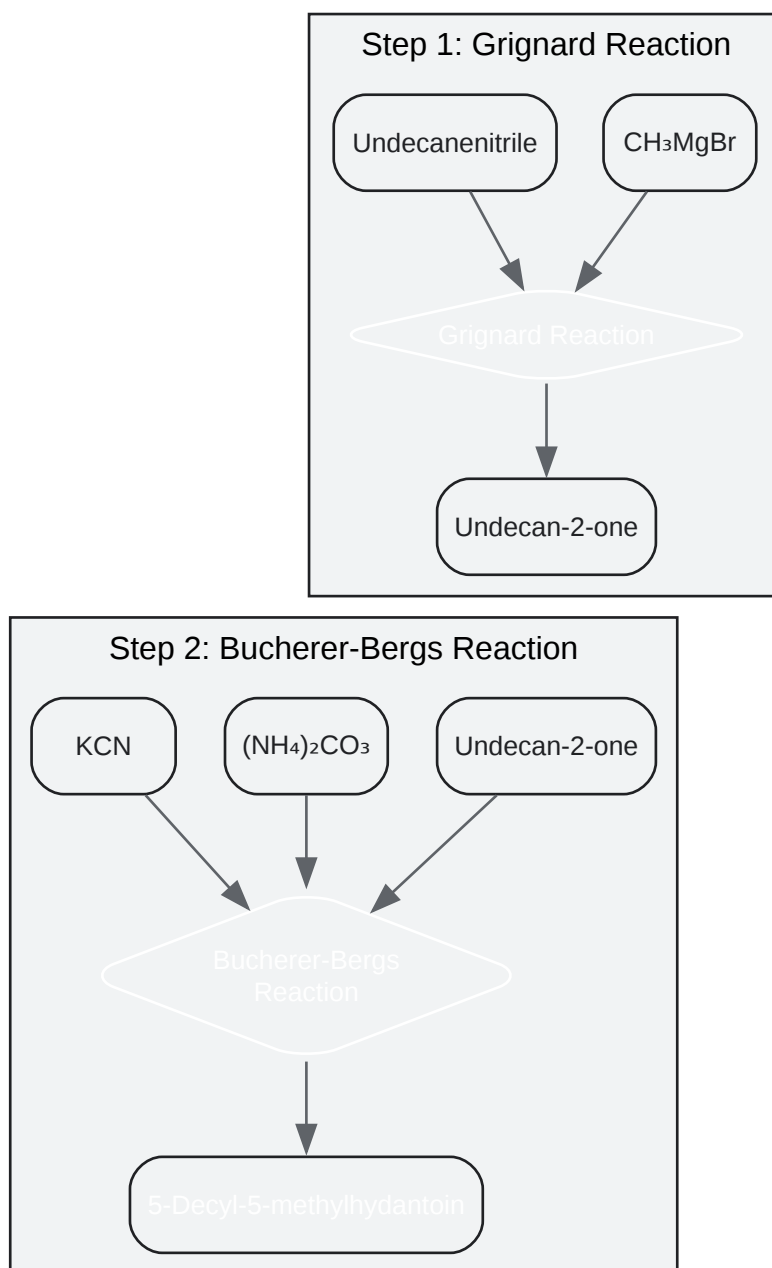 Step 1: Grignard Reaction
Undecanenitrile
CH₃MgBr
Grignard Reaction
Undecan-2-one
Step 2: Bucherer-Bergs Reaction
KCN
(NH₄)₂CO₃
Undecan-2-one
Bucherer-Bergs
Reaction
5-Decyl-5-methylhydantoin